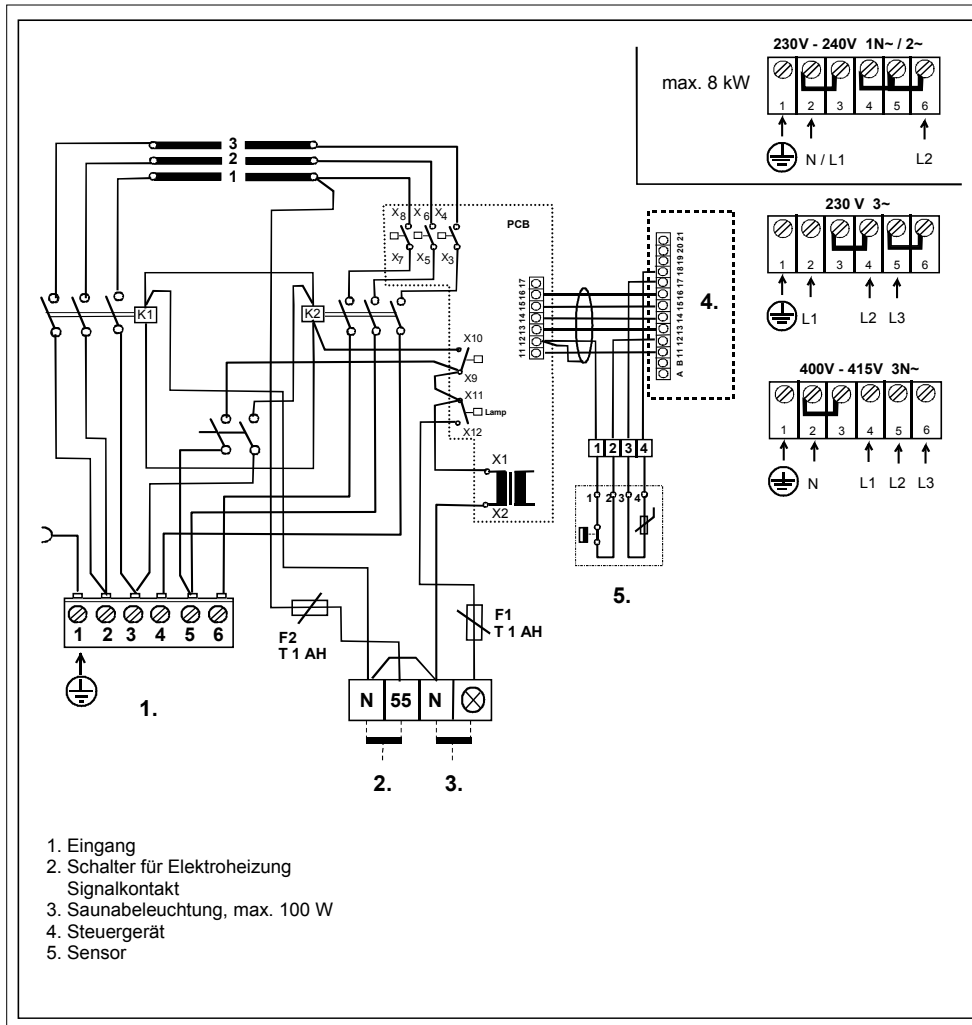 230V - 240V 1N~ / 2~
max. 8 kW
1 2 3 4 5 6
N / L1 L2
230 V 3~
1 2 3 4 5 6
L1 L2 L3
400V - 415V 3N~
1 2 3 4 5 6
N L1 L2 L3
3
2
1
X8 X6 X4
PCB
X7 X5 X3
K1
K2
X10
X9
X11
Lamp
X12
X1
X2
11 12 13 14 15 16 17
A B 11 12 13 14 15 16 17 18 19 20 21
4.
1 2 3 4
1 2 3 4
5.
1 2 3 4 5 6
1.
F2
T 1 AH
F1
T 1 AH
N 55 N
2. 3.
1. Eingang
2. Schalter für Elektroheizung
Signalkontakt
3. Saunabeleuchtung, max. 100 W
4. Steuergerät
5. Sensor